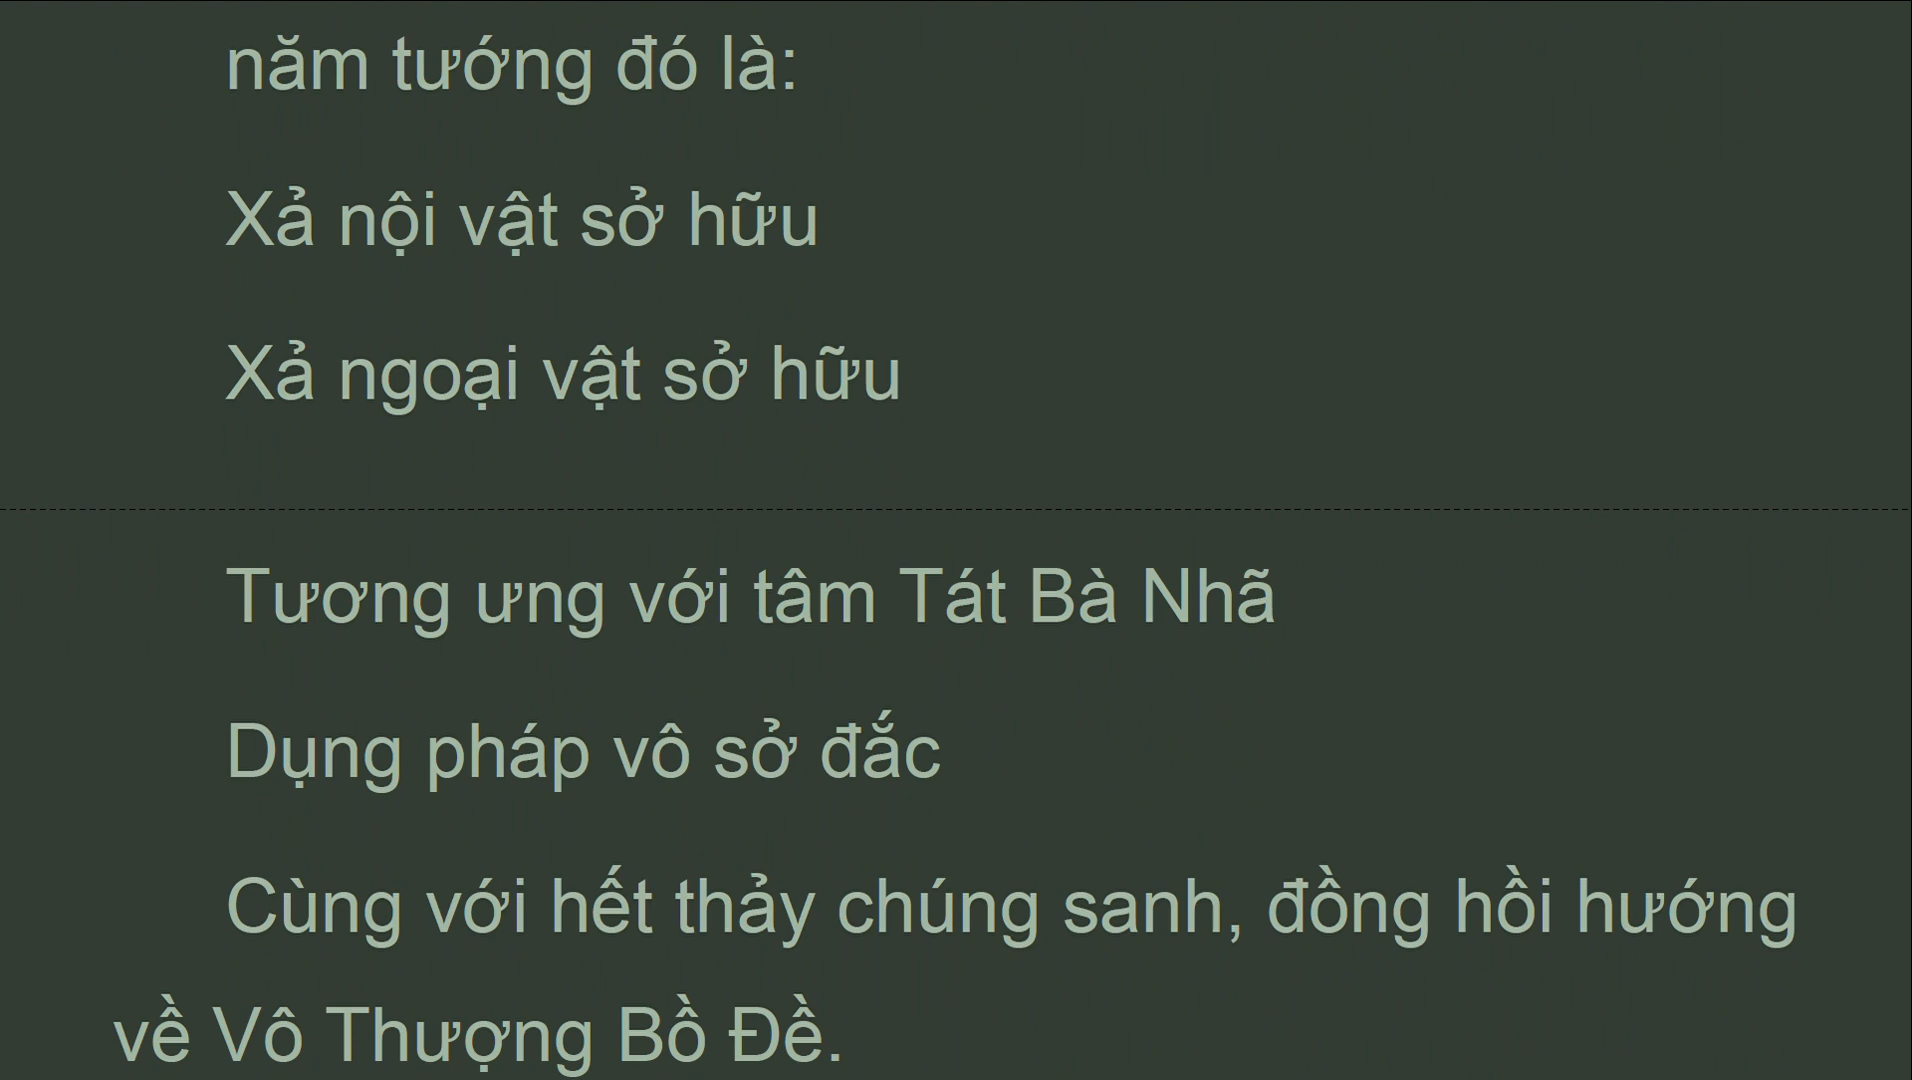 năm tướng đó là:
Xả nội vật sở hữu
Xả ngoại vật sở hữu
Tương ưng với tâm Tát Bà Nhã
Dụng pháp vô sở đắc
Cùng với hết thảy chúng sanh, đồng hồi hướng
về Vô Thượng Bồ Đề.